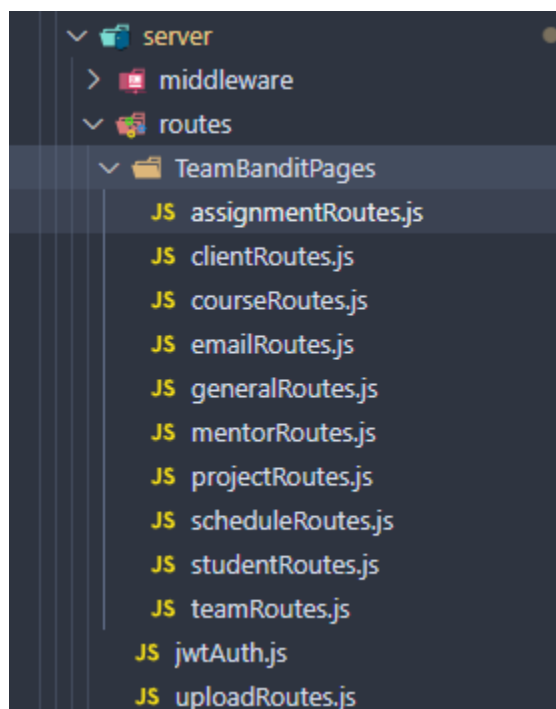 server
middleware
routes
TeamBanditPages
JS assignmentRoutes.js
JS clientRoutes.js
JS courseRoutes.js
JS emailRoutes.js
JS generalRoutes.js
JS mentorRoutes.js
JS projectRoutes.js
JS scheduleRoutes.js
JS studentRoutes.js
JS teamRoutes.js
JS jwtAuth.js
JS uploadRoutes.js